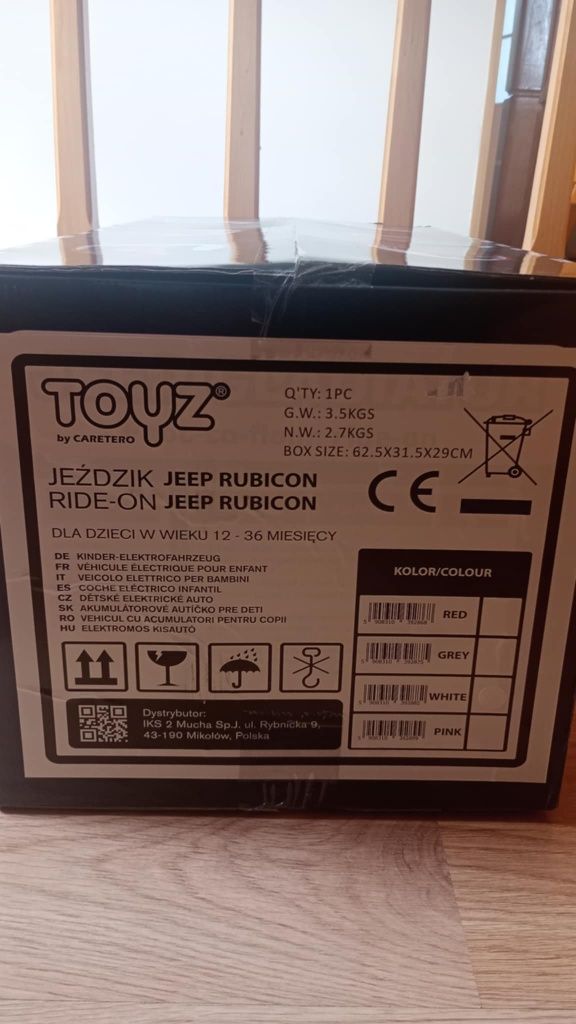 TOYZ®
by CARETERO
Q'TY: 1PC
G.W.: 3.5KGS
N.W.: 2.7KGS
BOX SIZE: 62.5X31.5X29CM
JEŹDZIK JEEP RUBICON
RIDE-ON JEEP RUBICON
CE
DLA DZIECI W WIEKU 12 - 36 MIESIĘCY
DE KINDER-ELEKTROFAHRZEUG
FR VÉHICULE ÉLECTRIQUE POUR ENFANT
IT VEICOLO ELETTRICO PER BAMBINI
ES COCHE ELÉCTRICO INFANTIL
CZ DĚTSKÉ ELEKTRICKÉ AUTO
SK AKUMULÁTOROVÉ AUTÍČKO PRE DETI
RO VEHICUL CU ACUMULATORI PENTRU COPII
HU ELEKTROMOS KISAUTÓ
KOLOR/COLOUR
RED
GREY
WHITE
PINK
Dystrybutor:
IKS 2 Mucha Sp.J. ul. Rybnicka 9,
43-190 Mikołów, Polska